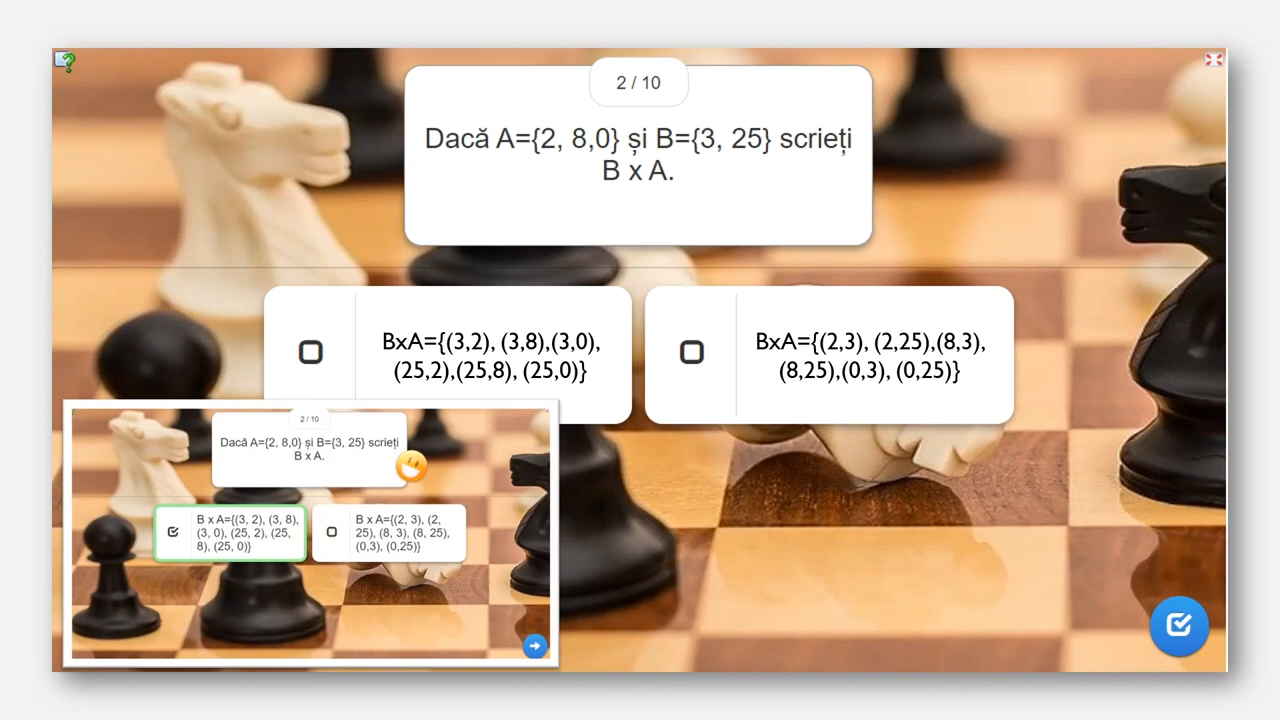 2 / 10
Dacă A={2, 8,0} și B={3, 25} scrieți
B x A.
BxA={(3,2), (3,8),(3,0),
(25,2),(25,8), (25,0)}
BxA={(2,3), (2,25),(8,3),
(8,25),(0,3), (0,25)}
2 / 10
Dacă A={2, 8,0} și B={3, 25} scrieți
B x A.
B x A={(3, 2), (3, 8),
(3, 0), (25, 2), (25,
8), (25, 0)}
B x A={(2, 3), (2,
25), (8, 3), (8, 25),
(0,3), (0,25)}